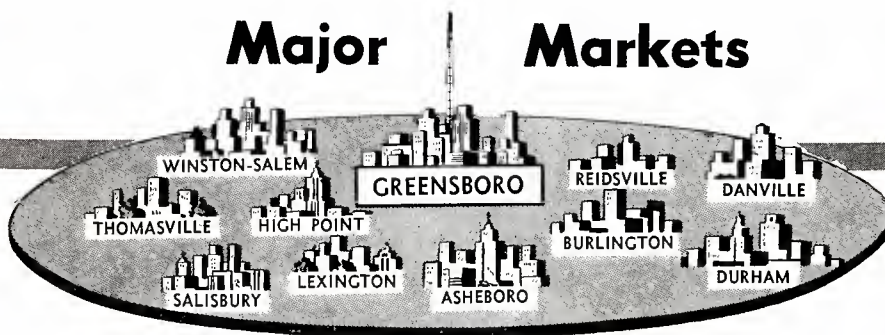 Major Markets
WINSTON-SALEM
GREENSBORO
REIDSVILLE
DANVILLE
THOMASVILLE
HIGH POINT
BURLINGTON
SALISBURY
LEXINGTON
ASHEBORO
DURHAM